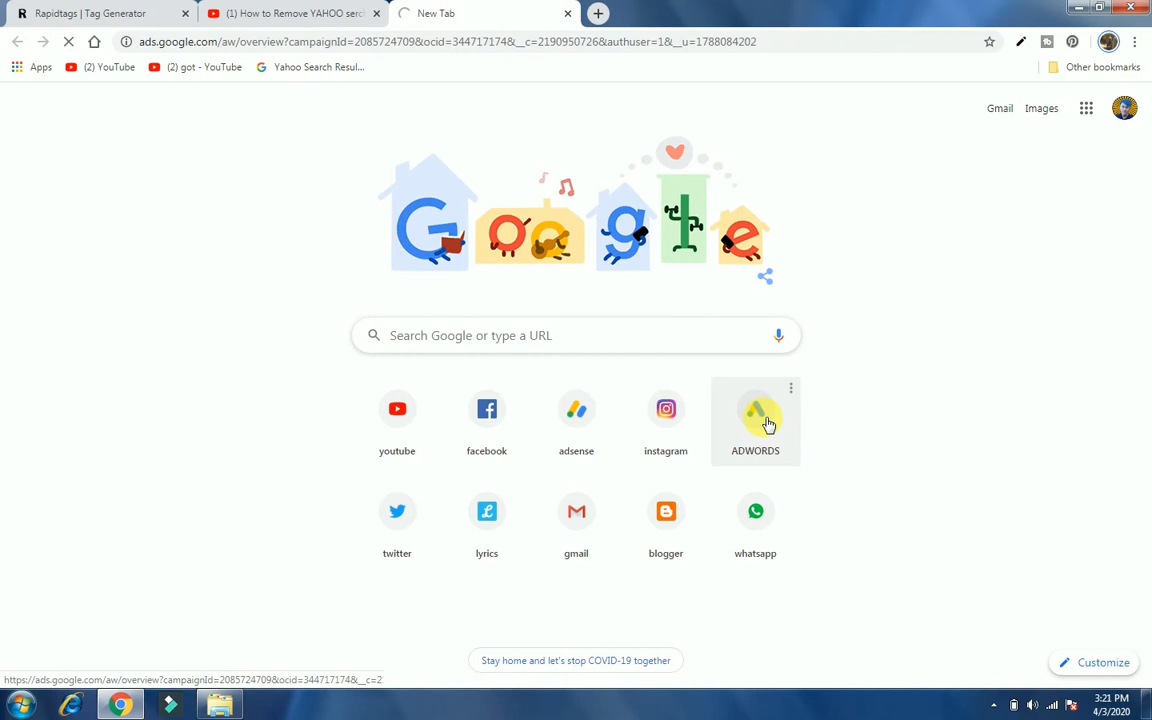 Rapidtags | Tag Generator
(1) How to Remove YAHOO serc
New Tab
ads.google.com/aw/overview?campaignId=2085724709&ocid=344717174&__c=2190950726&authuser=1&__u=1788084202
Apps
(2) YouTube
(2) got - YouTube
Yahoo Search Resul...
Other bookmarks
Gmail
Images
Google
Search Google or type a URL
youtube
facebook
adsense
instagram
ADWORDS
twitter
lyrics
gmail
blogger
whatsapp
Stay home and let's stop COVID-19 together
Customize
https://ads.google.com/aw/overview?campaignId=2085724709&ocid=344717174&__c=2
3:21 PM
4/3/2020